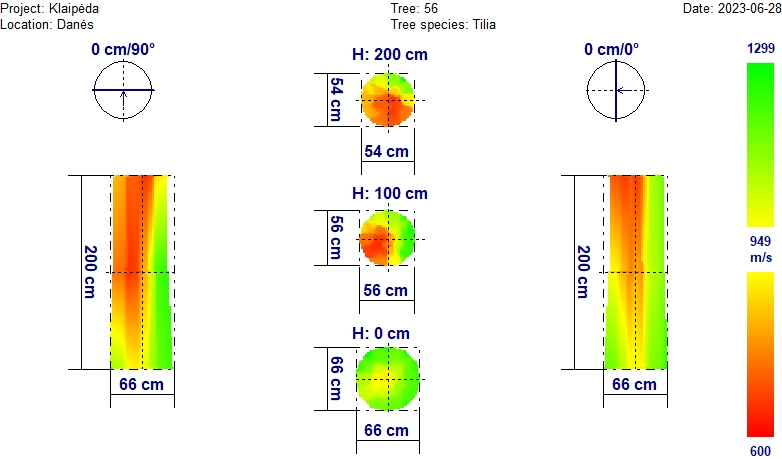 Project: Klaipėda
Tree: 56
Date: 2023-06-28
Location: Danės
Tree species: Tilia
0 cm/90°
H: 200 cm
0 cm/0°
1299
54 cm
54 cm
H: 100 cm
56 cm
56 cm
200 cm
200 cm
949
m/s
H: 0 cm
66 cm
66 cm
66 cm
66 cm
600